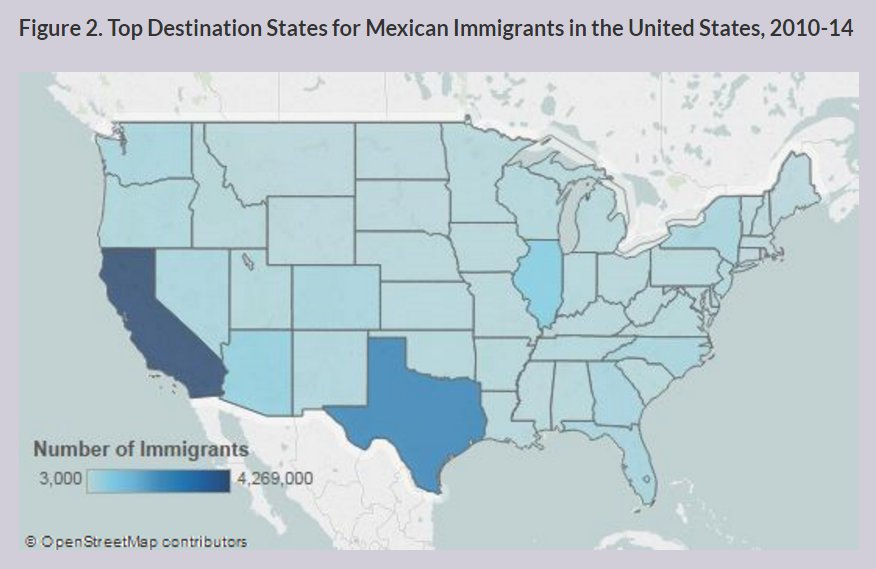 Figure 2. Top Destination States for Mexican Immigrants in the United States, 2010-14
Number of Immigrants
3,000 4,269,000
© OpenStreetMap contributors